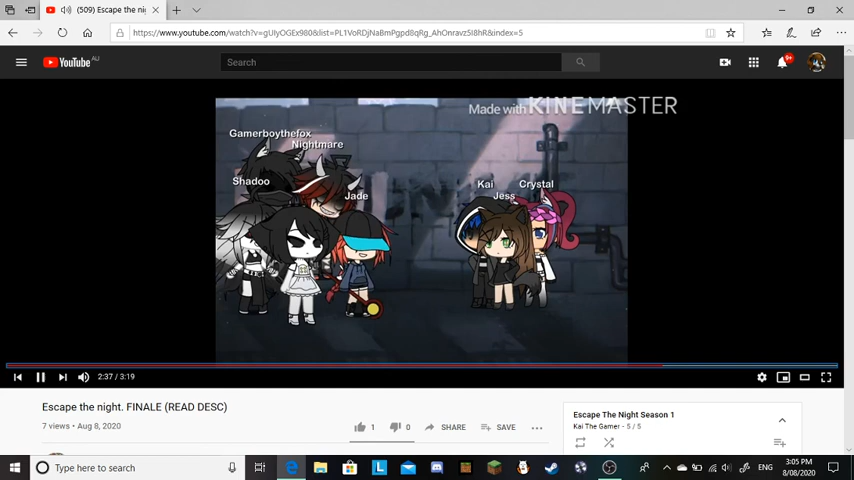 (509) Escape the ni
https://www.youtube.com/watch?v=gUIyOGEx980&list=PL1VoRDjNaBmPgpd8qRg_AhOnravz5I8hR&index=5
YouTube AU
Search
9+
Made with KINEMASTER
Gamerboythefox
Nightmare
Shadoo
Jade
Kai
Crystal
Jess
2:37 / 3:19
Escape the night. FINALE (READ DESC)
7 views • Aug 8, 2020
1
0
SHARE
SAVE
Escape The Night Season 1
Kai The Gamer - 5 / 5
Type here to search
L
ENG
3:05 PM
8/08/2020